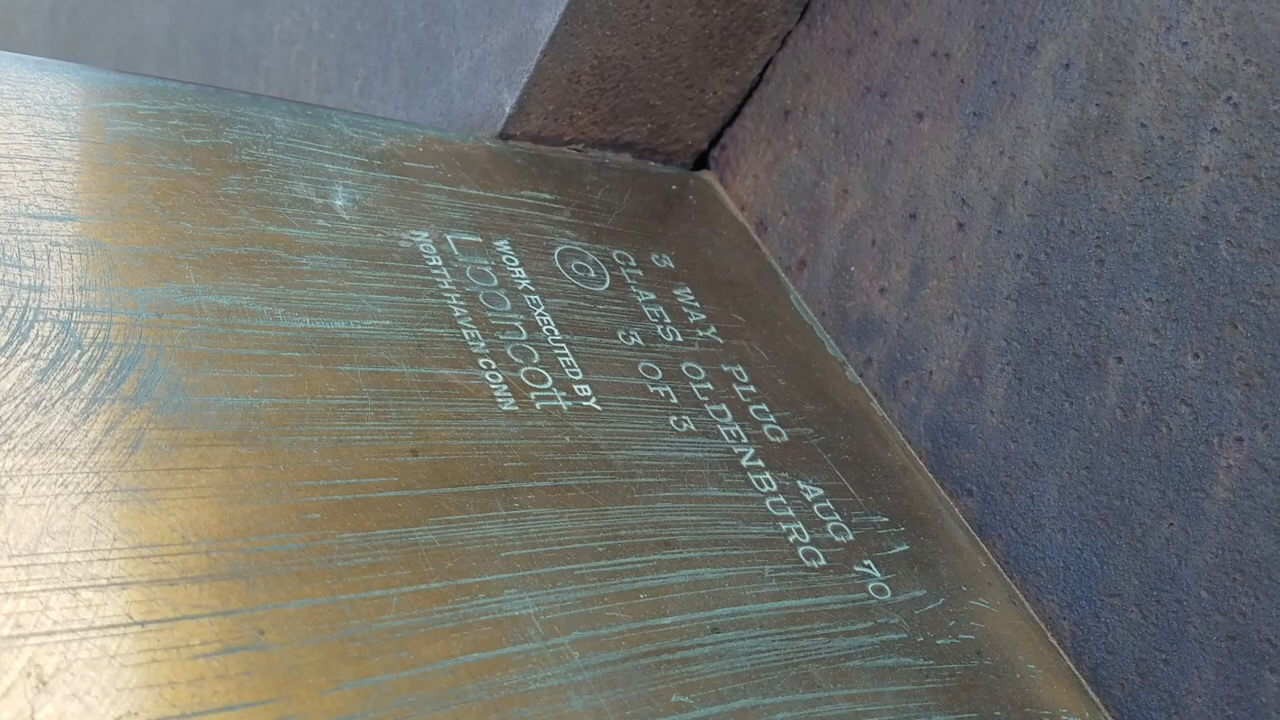 3 WAY PLUG AUG 70
CLAES OLDENBURG
© 3 OF 3
WORK EXECUTED BY
Lippincott
NORTH HAVEN CONN